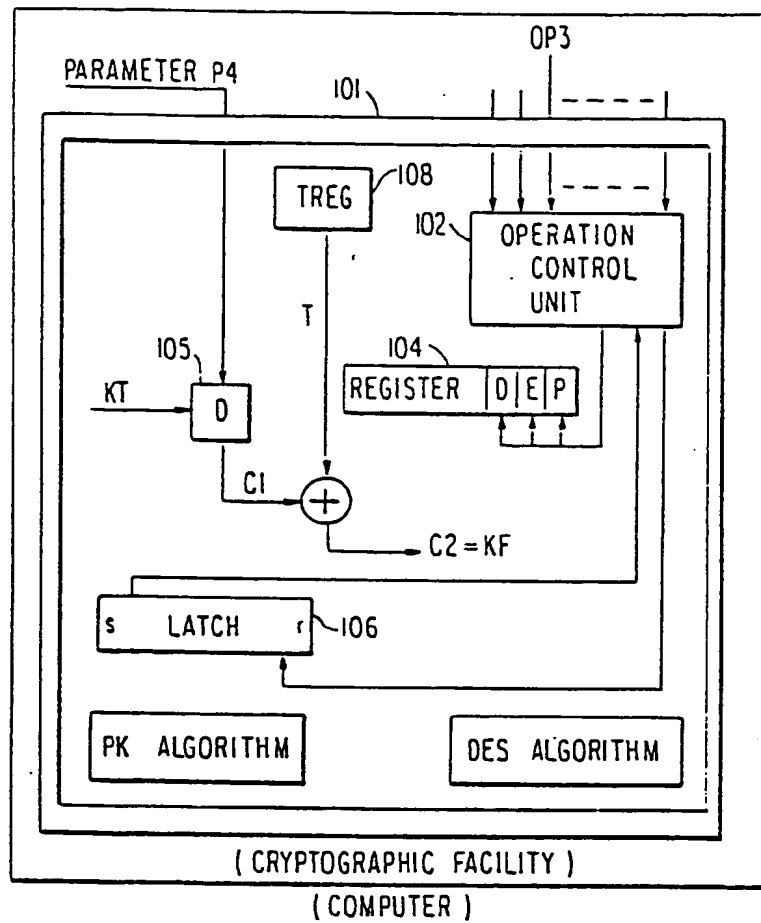 OP3
PARAMETER P4
101
TREG
108
102
OPERATION
CONTROL
UNIT
T
104
105
REGISTER D E P
KT
D
C1
+
C2 = KF
s LATCH r
106
PK ALGORITHM
DES ALGORITHM
( CRYPTOGRAPHIC FACILITY )
( COMPUTER )